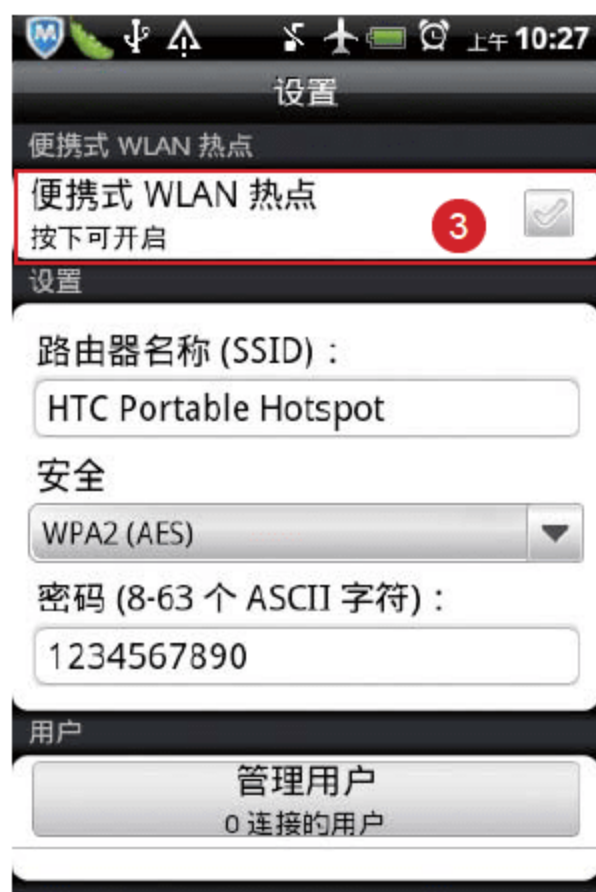 上午 10:27
设置
便携式 WLAN 热点
便携式 WLAN 热点
按下可开启
3
设置
路由器名称 (SSID)：
HTC Portable Hotspot
安全
WPA2 (AES)
密码 (8-63 个 ASCII 字符)：
1234567890
用户
管理用户
0 连接的用户